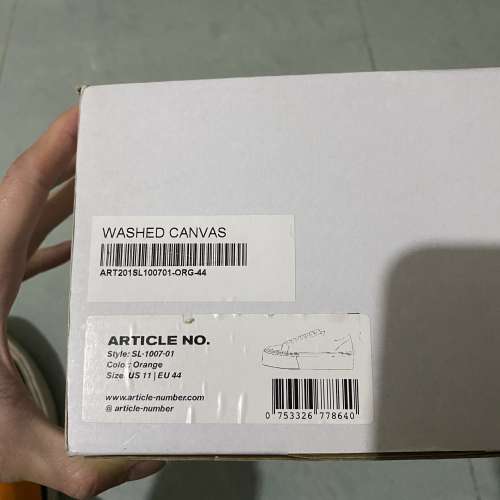 WASHED CANVAS
ART201SL100701-ORG-44
ARTICLE NO.
Style: SL-1007-01
Color: Orange
Size: US 11 | EU 44
www.article-number.com
@ article-number
0 753326 778640